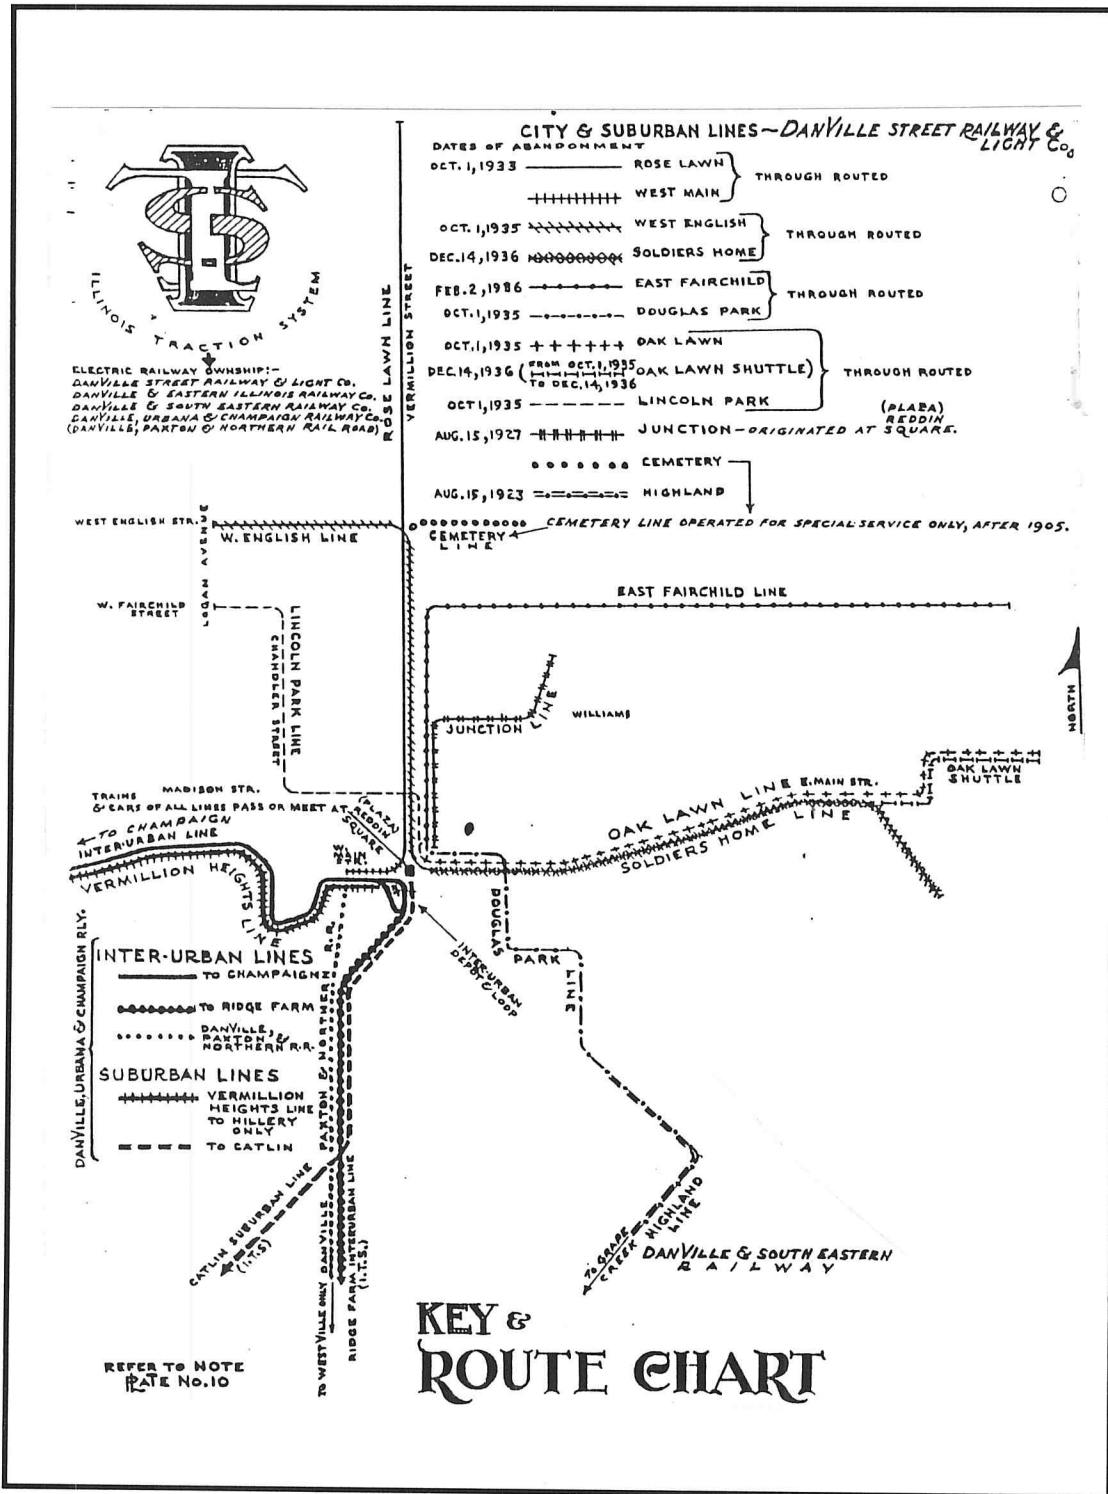 CITY & SUBURBAN LINES~DANVILLE STREET RAILWAY &
LIGHT CO.
DATES OF ABANDONMENT
OCT. 1, 1933 ROSE LAWN
WEST MAIN
THROUGH ROUTED
OCT. 1, 1935 WEST ENGLISH
DEC. 14, 1936 SOLDIERS HOME
THROUGH ROUTED
FEB. 2, 1986 EAST FAIRCHILD
OCT. 1, 1935 DOUGLAS PARK
THROUGH ROUTED
OCT. 1, 1935 OAK LAWN
DEC. 14, 1936 (FROM OCT. 1, 1935 TO DEC. 14, 1936 OAK LAWN SHUTTLE)
OCT 1, 1935 LINCOLN PARK
THROUGH ROUTED
(PLAZA)
REDDIN
AUG. 15, 1927 JUNCTION - ORIGINATED AT SQUARE.
CEMETERY
AUG. 15, 1923 HIGHLAND
CEMETERY LINE OPERATED FOR SPECIAL SERVICE ONLY, AFTER 1905.
ITS
ILLINOIS TRACTION SYSTEM
ELECTRIC RAILWAY OWNSHIP:-
DANVILLE STREET RAILWAY & LIGHT CO.
DANVILLE & EASTERN ILLINOIS RAILWAY CO.
DANVILLE & SOUTH EASTERN RAILWAY CO.
DANVILLE, URBANA & CHAMPAIGN RAILWAY CO.
(DANVILLE, PAXTON & NORTHERN RAIL ROAD)
ROSE LAWN LINE
VERMILLION STREET
WEST ENGLISH STR.
W. ENGLISH LINE
CEMETERY
LINE
LOGAN AVENUE
W. FAIRCHILD
STREET
LINCOLN PARK LINE
CHANDLER STREET
EAST FAIRCHILD LINE
JUNCTION LINE
WILLIAMS
NORTH
OAK LAWN
SHUTTLE
OAK LAWN LINE
E. MAIN STR.
SOLDIERS HOME LINE
MADISON STR.
TRAINS
& CARS OF ALL LINES PASS OR MEET AT
(PLAZA)
REDDIN
SQUARE
TO CHAMPAIGN
INTER-URBAN LINE
VERMILLION HEIGHTS LINE
INTER-URBAN
DEPOT & LOOP
DOUGLAS PARK LINE
DANVILLE, URBANA & CHAMPAIGN RLY.
INTER-URBAN LINES
TO CHAMPAIGN
TO RIDGE FARM
DANVILLE,
PAXTON &
NORTHERN R.R.
SUBURBAN LINES
VERMILLION
HEIGHTS LINE
TO HILLERY
ONLY
TO CATLIN
TO WESTVILLE ONLY DANVILLE PAXTON & NORTHERN R.R.
RIDGE FARM INTERURBAN LINE
(I.T.S.)
CATLIN SUBURBAN LINE
(I.T.S)
TO GRAPE
CREEK
HIGHLAND
LINE
DANVILLE & SOUTH EASTERN
RAILWAY
KEY &
ROUTE CHART
REFER TO NOTE
PLATE NO. 10